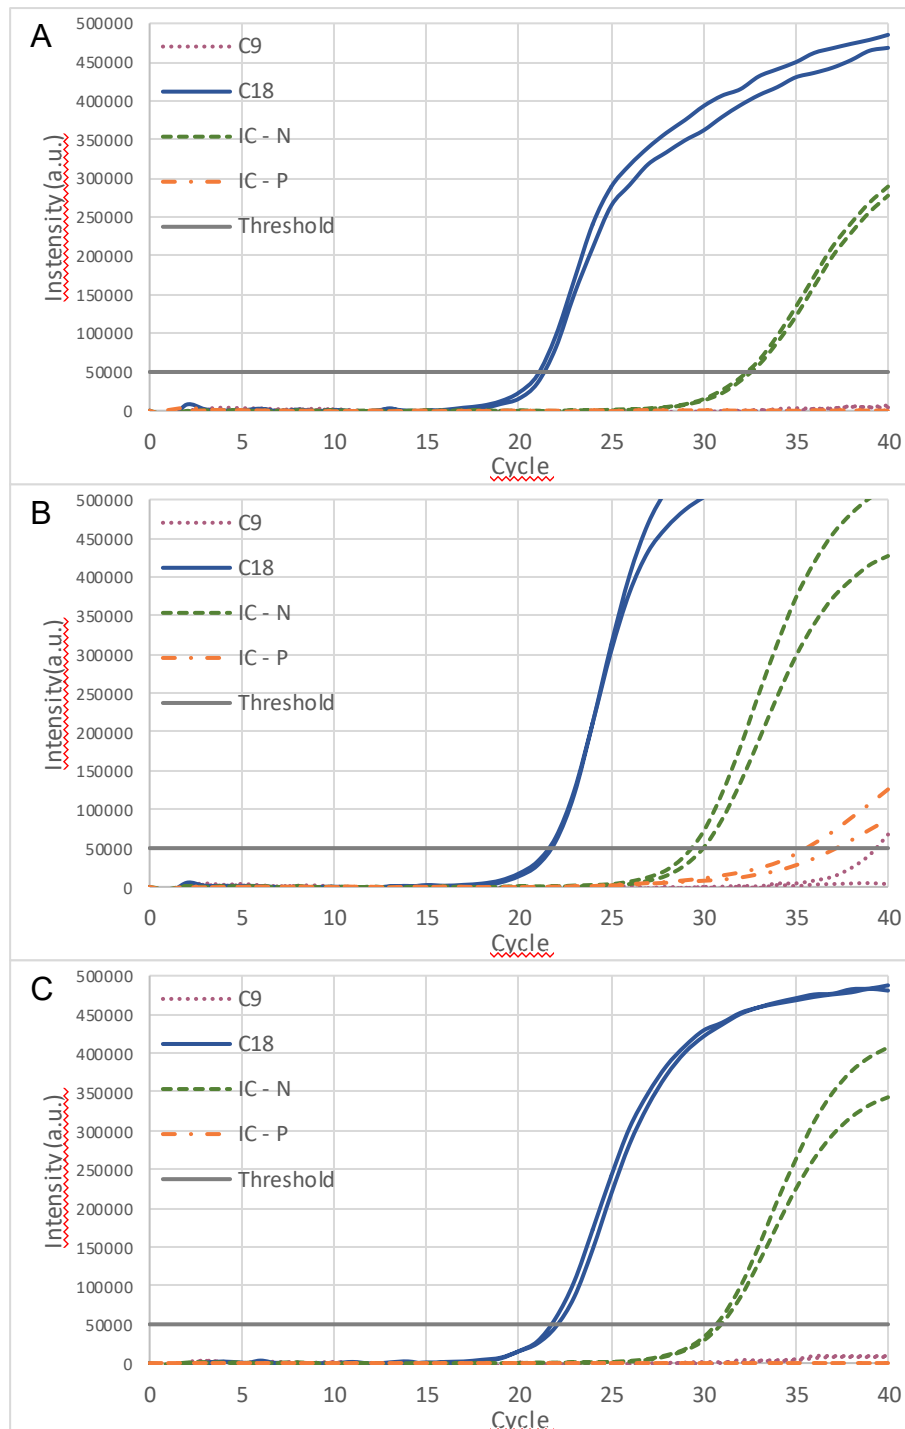 A
500000
450000
400000
350000
300000
250000
200000
150000
100000
50000
0
Instensity (a.u.)
C9
C18
IC - N
IC - P
Threshold
0 5 10 15 20 25 30 35 40
Cycle
B
500000
450000
400000
350000
300000
250000
200000
150000
100000
50000
0
Intensity(a.u.)
C9
C18
IC - N
IC - P
Threshold
0 5 10 15 20 25 30 35 40
Cycle
C
500000
450000
400000
350000
300000
250000
200000
150000
100000
50000
0
Intensity (a.u.)
C9
C18
IC - N
IC - P
Threshold
0 5 10 15 20 25 30 35 40
Cycle